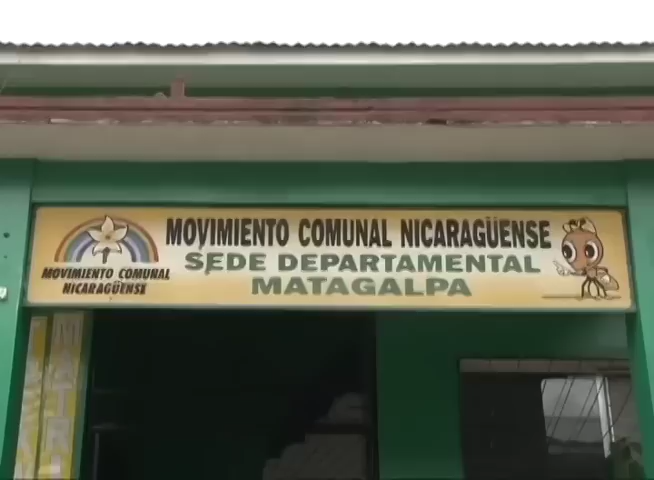 MOVIMIENTO COMUNAL
NICARAGÜENSE
MOVIMIENTO COMUNAL NICARAGÜENSE
SEDE DEPARTAMENTAL
MATAGALPA